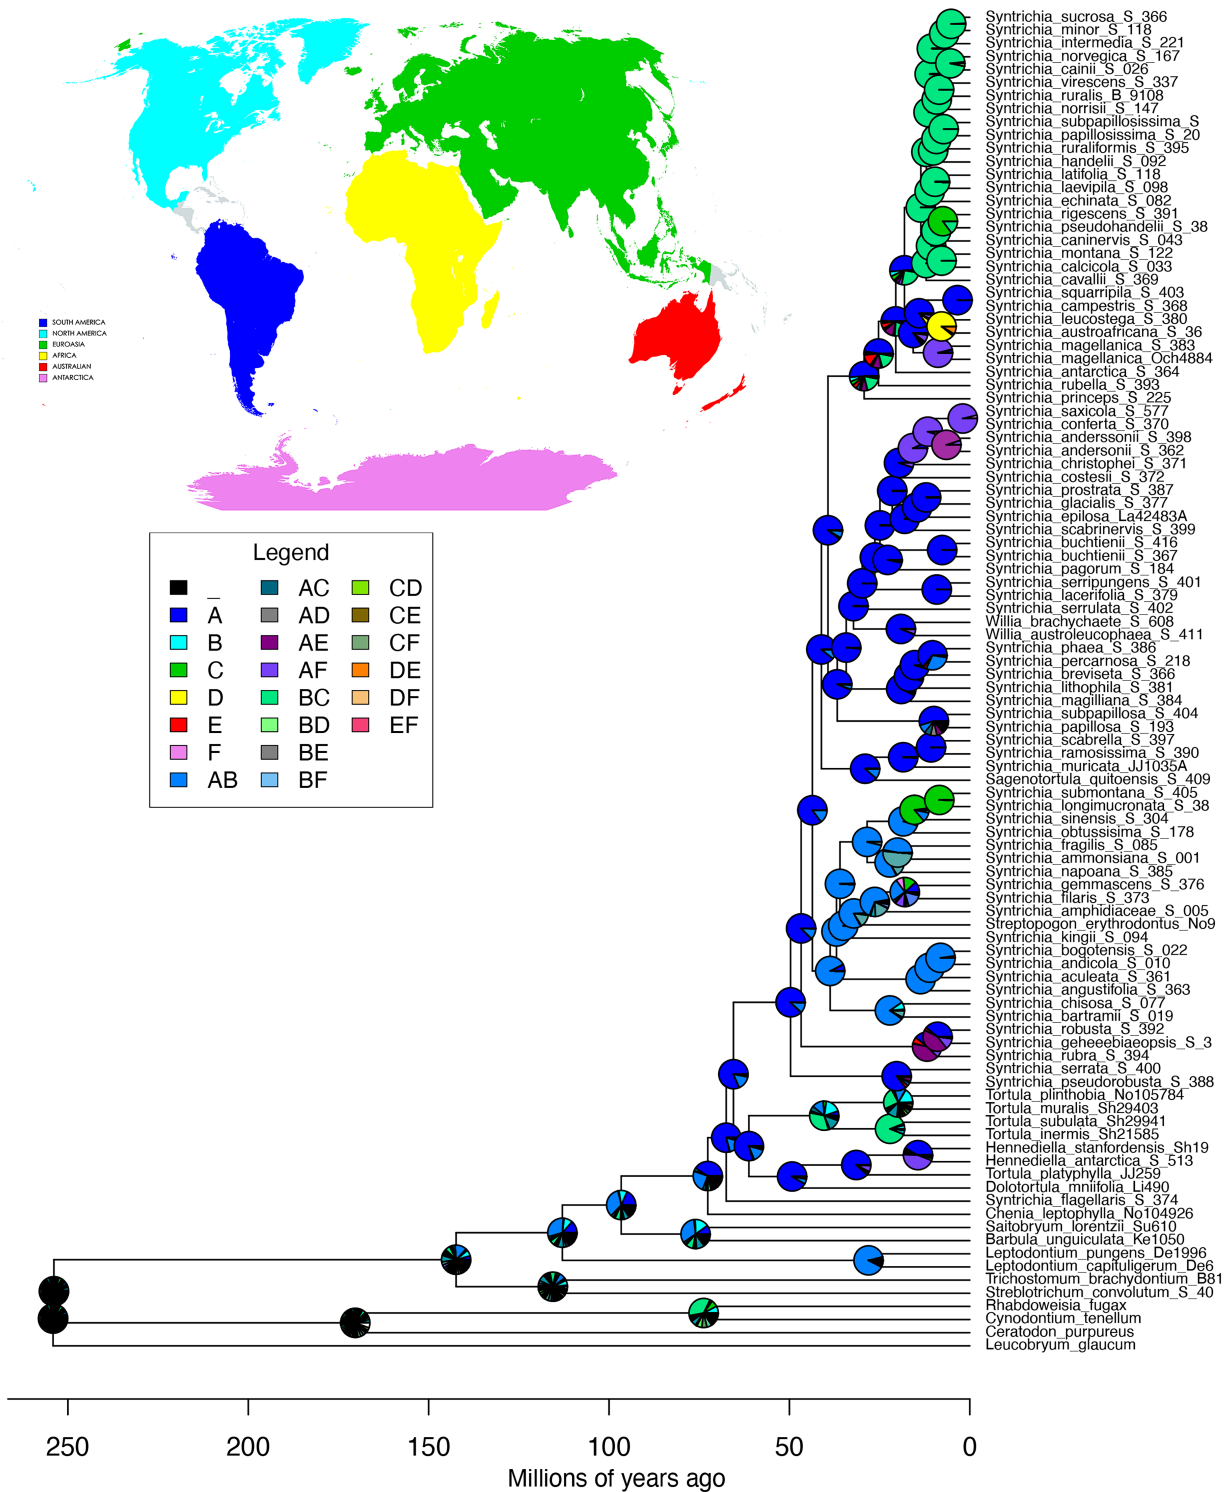 SOUTH AMERICA
NORTH AMERICA
EUROASIA
AFRICA
AUSTRALIAN
ANTARCTICA
Legend
_
A
B
C
D
E
F
AB
AC
AD
AE
AF
BC
BD
BE
BF
CD
CE
CF
DE
DF
EF
Syntrichia_sucrosa_S_366
Syntrichia_minor_S_118
Syntrichia_intermedia_S_221
Syntrichia_norvegica_S_167
Syntrichia_cainii_S_026
Syntrichia_virescens_S_337
Syntrichia_ruralis_B_9108
Syntrichia_norrisii_S_147
Syntrichia_subpapillosissima_S
Syntrichia_papillosissima_S_20
Syntrichia_ruraliformis_S_395
Syntrichia_handelii_S_092
Syntrichia_latifolia_S_118
Syntrichia_laevipila_S_098
Syntrichia_echinata_S_082
Syntrichia_rigescens_S_391
Syntrichia_pseudohandelii_S_38
Syntrichia_caninervis_S_043
Syntrichia_montana_S_122
Syntrichia_calcicola_S_033
Syntrichia_cavallii_S_369
Syntrichia_squarripila_S_403
Syntrichia_campestris_S_368
Syntrichia_leucostega_S_380
Syntrichia_austroafricana_S_36
Syntrichia_magellanica_S_383
Syntrichia_magellanica_Och4884
Syntrichia_antarctica_S_364
Syntrichia_rubella_S_393
Syntrichia_princeps_S_225
Syntrichia_saxicola_S_577
Syntrichia_conferta_S_370
Syntrichia_anderssonii_S_398
Syntrichia_andersonii_S_362
Syntrichia_christophei_S_371
Syntrichia_costesii_S_372
Syntrichia_prostrata_S_387
Syntrichia_glacialis_S_377
Syntrichia_epilosa_La42483A
Syntrichia_scabrinervis_S_399
Syntrichia_buchtienii_S_416
Syntrichia_buchtienii_S_367
Syntrichia_pagorum_S_184
Syntrichia_serripungens_S_401
Syntrichia_lacerifolia_S_379
Syntrichia_serrulata_S_402
Willia_brachychaete_S_608
Willia_austroleucophaea_S_411
Syntrichia_phaea_S_386
Syntrichia_percarnosa_S_218
Syntrichia_breviseta_S_366
Syntrichia_lithophila_S_381
Syntrichia_magilliana_S_384
Syntrichia_subpapillosa_S_404
Syntrichia_papillosa_S_193
Syntrichia_scabrella_S_397
Syntrichia_ramosissima_S_390
Syntrichia_muricata_JJ1035A
Sagenotortula_quitoensis_S_409
Syntrichia_submontana_S_405
Syntrichia_longimucronata_S_38
Syntrichia_sinensis_S_304
Syntrichia_obtussisima_S_178
Syntrichia_fragilis_S_085
Syntrichia_ammonsiana_S_001
Syntrichia_napoana_S_385
Syntrichia_gemmascens_S_376
Syntrichia_filaris_S_373
Syntrichia_amphidiaceae_S_005
Streptopogon_erythrodontus_No9
Syntrichia_kingii_S_094
Syntrichia_bogotensis_S_022
Syntrichia_andicola_S_010
Syntrichia_aculeata_S_361
Syntrichia_angustifolia_S_363
Syntrichia_chisosa_S_077
Syntrichia_bartramii_S_019
Syntrichia_robusta_S_392
Syntrichia_geheeebiaeopsis_S_3
Syntrichia_rubra_S_394
Syntrichia_serrata_S_400
Syntrichia_pseudorobusta_S_388
Tortula_plinthobia_No105784
Tortula_muralis_Sh29403
Tortula_subulata_Sh29941
Tortula_inermis_Sh21585
Hennediella_stanfordensis_Sh19
Hennediella_antarctica_S_513
Tortula_platyphylla_JJ259
Dolotortula_mniifolia_Li490
Syntrichia_flagellaris_S_374
Chenia_leptophylla_No104926
Saitobryum_lorentzii_Su610
Barbula_unguiculata_Ke1050
Leptodontium_pungens_De1996
Leptodontium_capituligerum_De6
Trichostomum_brachydontium_B81
Streblotrichum_convolutum_S_40
Rhabdoweisia_fugax
Cynodontium_tenellum
Ceratodon_purpureus
Leucobryum_glaucum
250 200 150 100 50 0
Millions of years ago